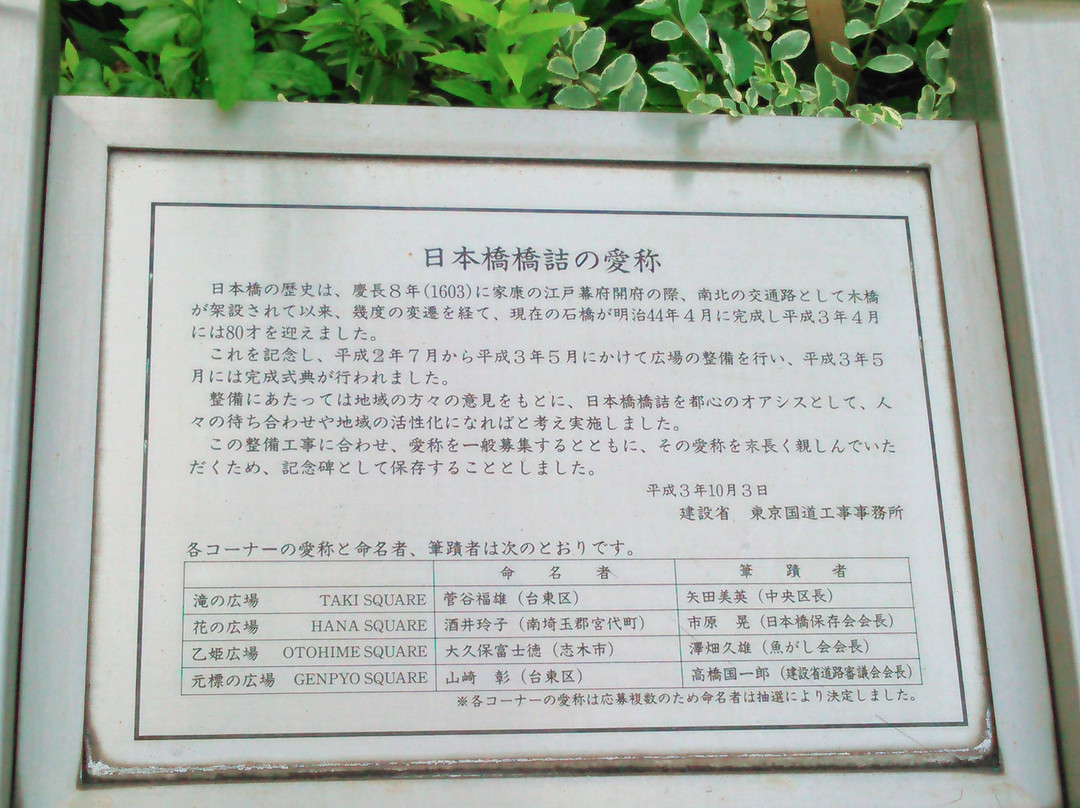 日本橋橋詰の愛称
日本橋の歴史は、慶長8年(1603)に家康の江戸幕府開府の際、南北の交通路として木橋
が架設されて以来、幾度の変遷を経て、現在の石橋が明治44年4月に完成し平成3年4月
には80才を迎えました。
これを記念し、平成2年7月から平成3年5月にかけて広場の整備を行い、平成3年5
月には完成式典が行われました。
整備にあたっては地域の方々の意見をもとに、日本橋橋詰を都心のオアシスとして、人
々の待ち合わせや地域の活性化になればと考え実施しました。
この整備工事に合わせ、愛称を一般募集するとともに、その愛称を末長く親しんでいた
だくため、記念碑として保存することとしました。
平成3年10月3日
建設省 東京国道工事事務所
各コーナーの愛称と命名者、筆蹟者は次のとおりです。
命名者 筆蹟者
滝の広場 TAKI SQUARE 菅谷福雄(台東区) 矢田美英(中央区長)
花の広場 HANA SQUARE 酒井玲子(南埼玉郡宮代町) 市原 晃(日本橋保存会会長)
乙姫広場 OTOHIME SQUARE 大久保富士徳(志木市) 澤畑久雄(魚がし会会長)
元標の広場 GENPYO SQUARE 山崎 彰(台東区) 高橋国一郎(建設省道路審議会会長)
※各コーナーの愛称は応募複数のため命名者は抽選により決定しました。